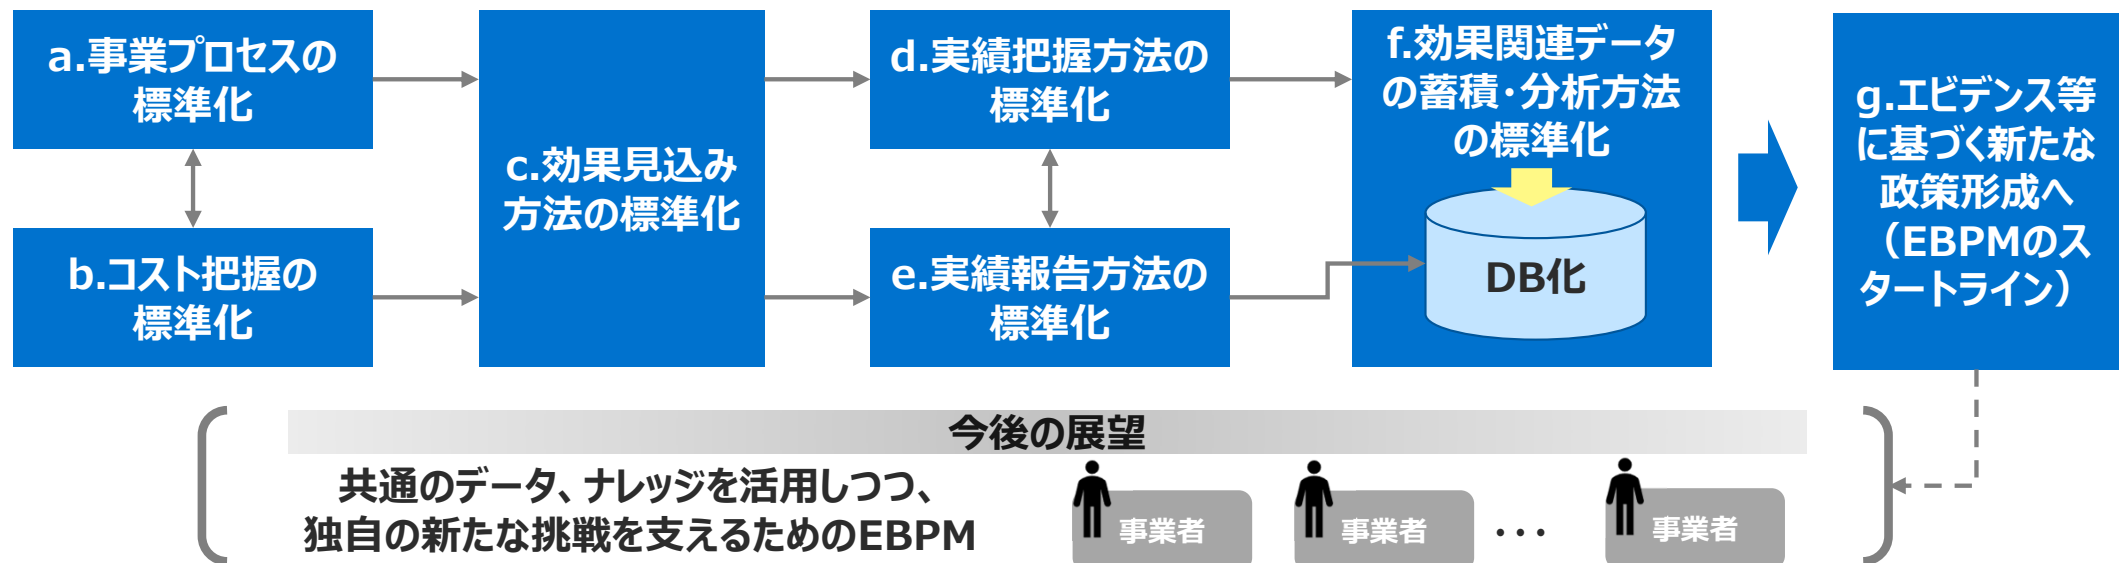 a.事業プロセスの
標準化
b.コスト把握の
標準化
c.効果見込み
方法の標準化
d.実績把握方法の
標準化
e.実績報告方法の
標準化
f.効果関連データ
の蓄積・分析方法
の標準化
DB化
g.エビデンス等
に基づく新たな
政策形成へ
（EBPMのス
タートライン）
今後の展望
共通のデータ、ナレッジを活用しつつ、
独自の新たな挑戦を支えるためのEBPM
事業者
事業者
・・・
事業者